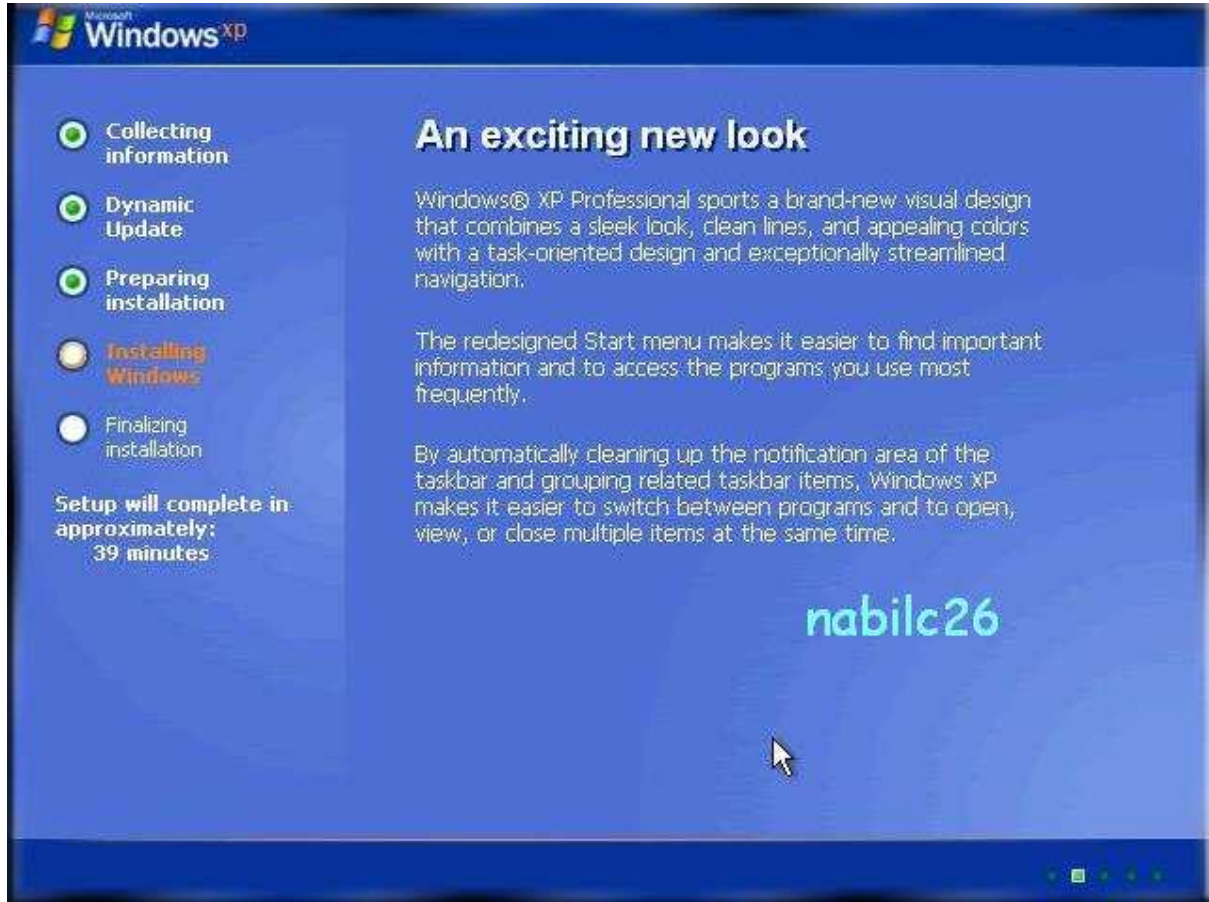 Microsoft
Windows xp
Collecting
information
Dynamic
Update
Preparing
installation
Installing
Windows
Finalizing
installation
Setup will complete in
approximately:
39 minutes
An exciting new look
Windows® XP Professional sports a brand-new visual design
that combines a sleek look, clean lines, and appealing colors
with a task-oriented design and exceptionally streamlined
navigation.
The redesigned Start menu makes it easier to find important
information and to access the programs you use most
frequently.
By automatically cleaning up the notification area of the
taskbar and grouping related taskbar items, Windows XP
makes it easier to switch between programs and to open,
view, or close multiple items at the same time.
nabilc26